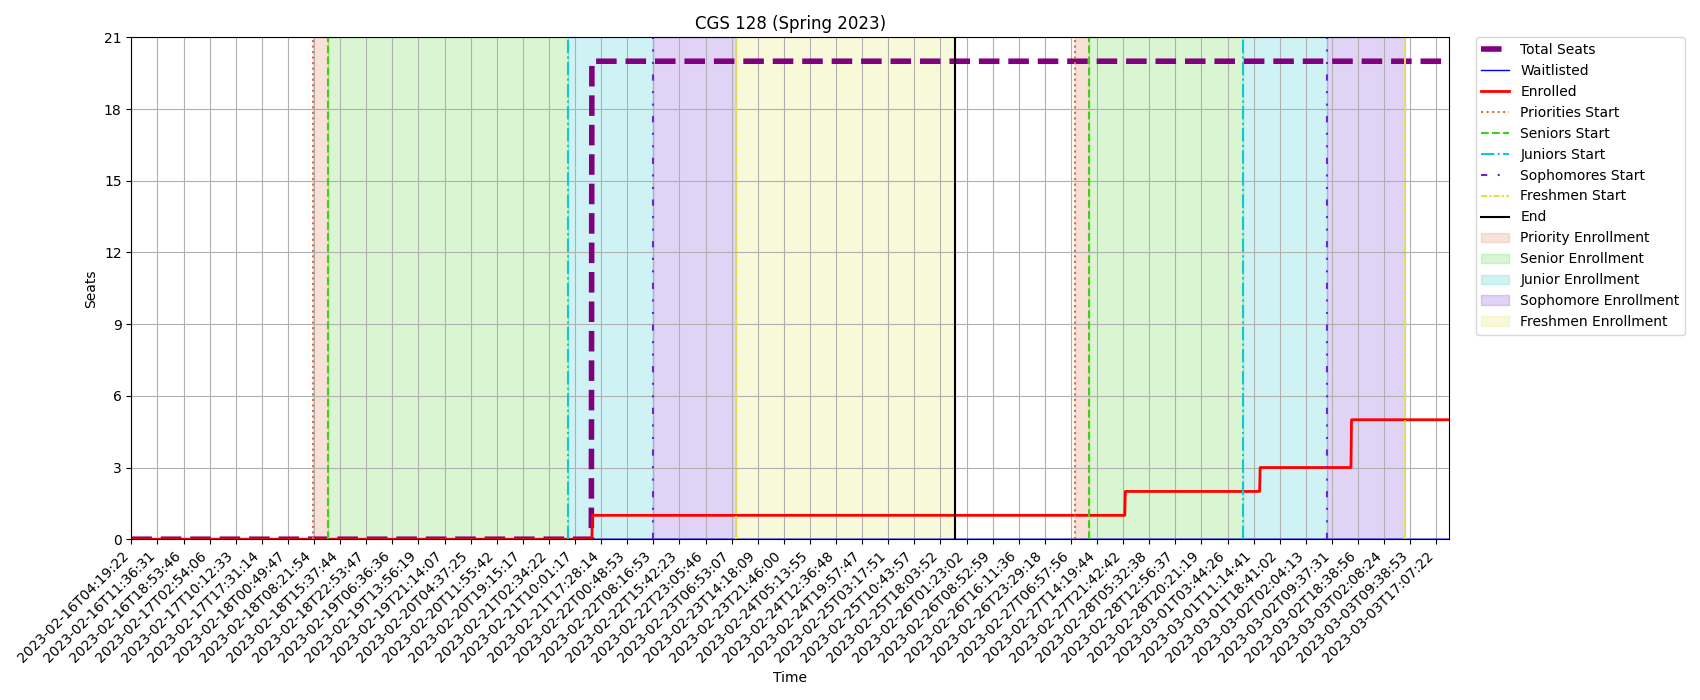 CGS 128 (Spring 2023)
21
18
15
12
9
6
3
0
Seats
2023-02-16T04:19:22
2023-02-16T11:36:31
2023-02-16T18:53:46
2023-02-17T02:54:06
2023-02-17T10:12:33
2023-02-17T17:31:14
2023-02-18T00:49:47
2023-02-18T08:21:54
2023-02-18T15:37:44
2023-02-18T22:53:47
2023-02-19T06:36:36
2023-02-19T13:56:19
2023-02-19T21:14:07
2023-02-20T04:37:25
2023-02-20T11:55:42
2023-02-20T19:15:17
2023-02-21T02:34:22
2023-02-21T10:01:17
2023-02-21T17:28:14
2023-02-22T00:48:53
2023-02-22T08:16:53
2023-02-22T15:42:23
2023-02-22T23:05:46
2023-02-23T06:53:07
2023-02-23T14:18:09
2023-02-23T21:46:00
2023-02-24T05:13:55
2023-02-24T12:36:48
2023-02-24T19:57:47
2023-02-25T03:17:51
2023-02-25T10:43:57
2023-02-25T18:03:52
2023-02-26T01:23:02
2023-02-26T08:52:59
2023-02-26T16:11:36
2023-02-26T23:29:18
2023-02-27T06:57:56
2023-02-27T14:19:44
2023-02-27T21:42:42
2023-02-28T05:32:38
2023-02-28T12:56:37
2023-02-28T20:21:19
2023-03-01T03:44:26
2023-03-01T11:14:41
2023-03-01T18:41:02
2023-03-02T02:04:13
2023-03-02T09:37:31
2023-03-02T18:38:56
2023-03-03T02:08:24
2023-03-03T09:38:53
2023-03-03T17:07:22
Time
Total Seats
Waitlisted
Enrolled
Priorities Start
Seniors Start
Juniors Start
Sophomores Start
Freshmen Start
End
Priority Enrollment
Senior Enrollment
Junior Enrollment
Sophomore Enrollment
Freshmen Enrollment